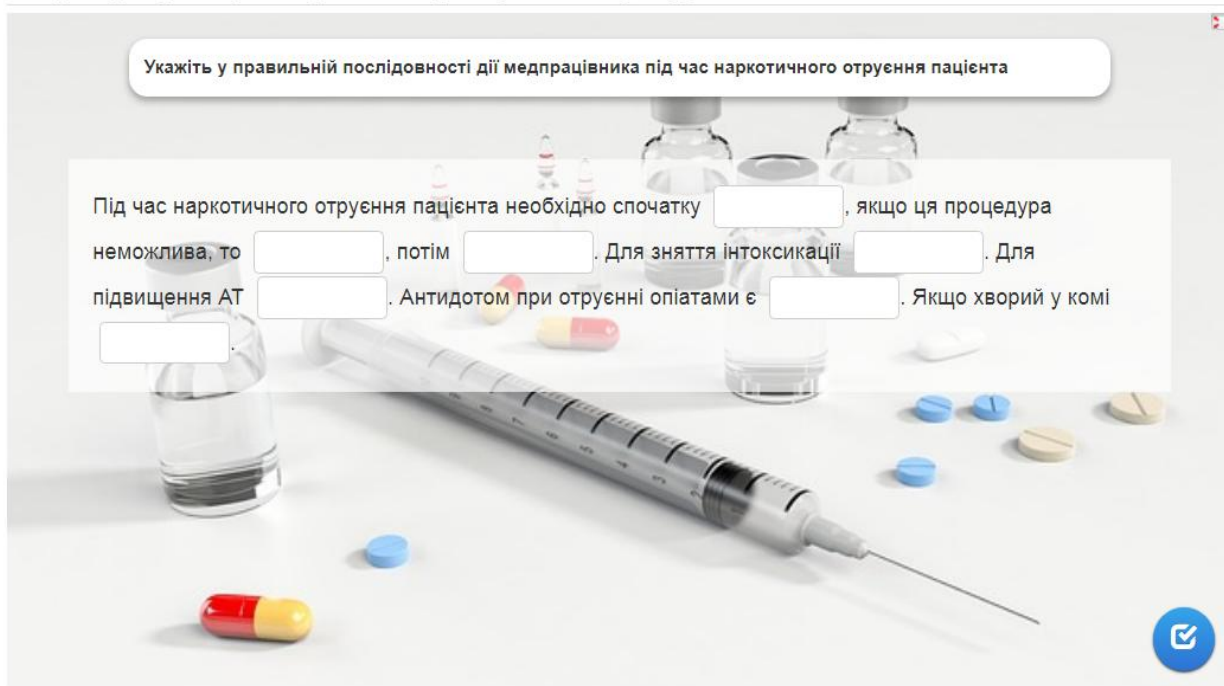 Укажіть у правильній послідовності дії медпрацівника під час наркотичного отруєння пацієнта
Під час наркотичного отруєння пацієнта необхідно спочатку , якщо ця процедура
неможлива, то , потім . Для зняття інтоксикації . Для
підвищення АТ . Антидотом при отруєнні опіатами є . Якщо хворий у комі
.